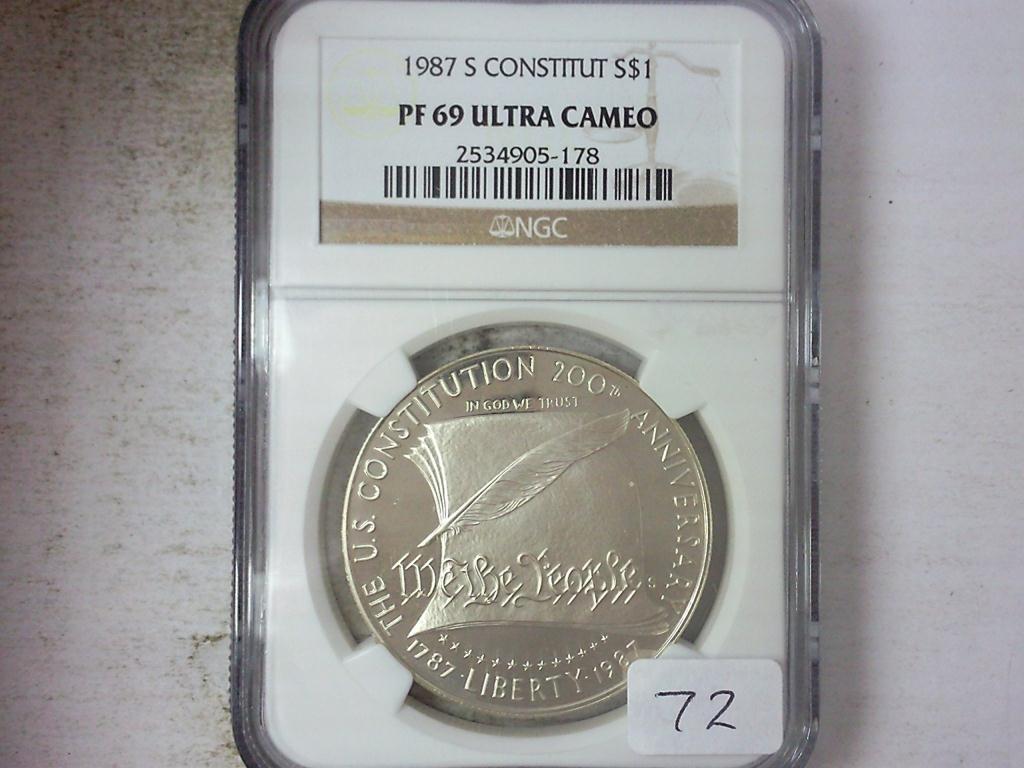 1987 S CONSTITUT S$1
PF 69 ULTRA CAMEO
2534905-178
NGC
THE U.S. CONSTITUTION 200TH ANNIVERSARY
IN GOD WE TRUST
We the People
S
1787 · LIBERTY · 1987
72